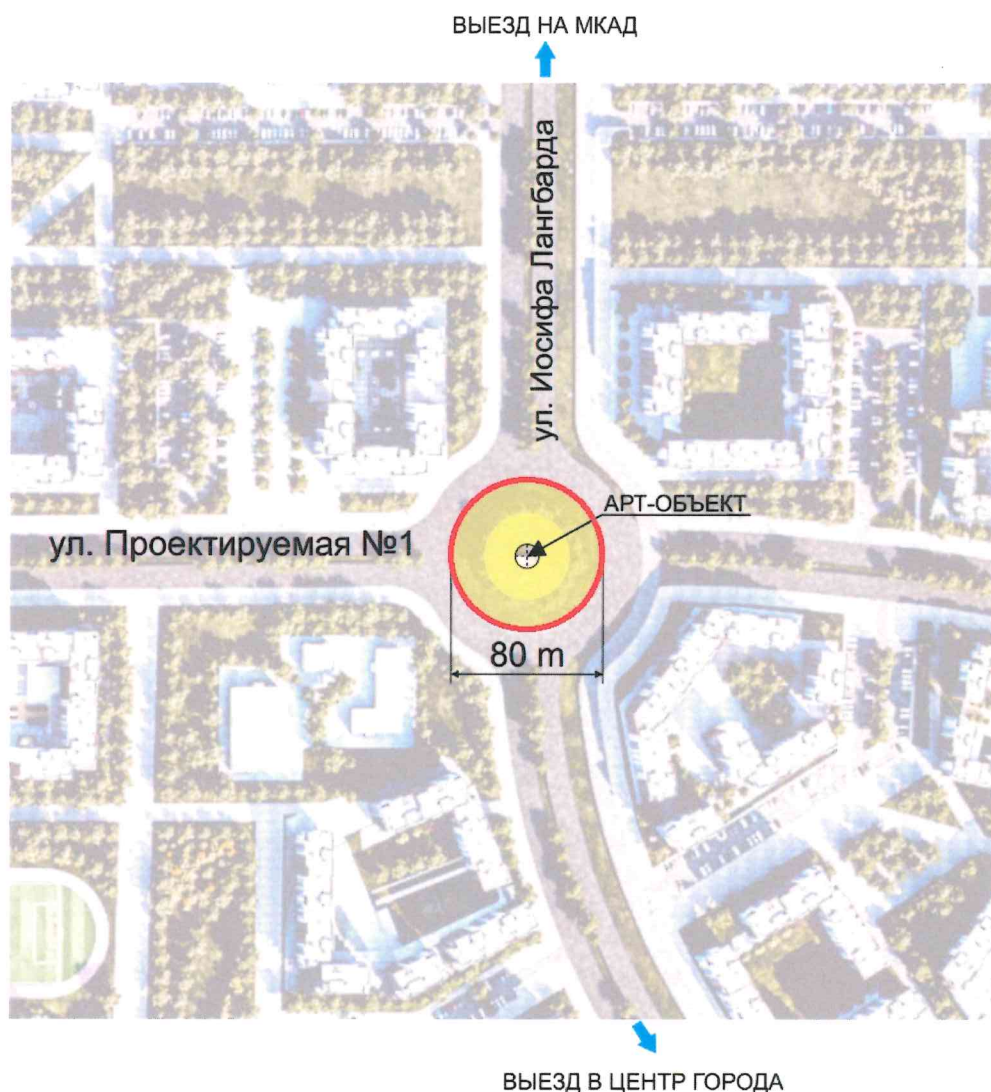 ВЫЕЗД НА МКАД
ул. Иосифа Лангбарда
АРТ-ОБЪЕКТ
ул. Проектируемая №1
80 m
ВЫЕЗД В ЦЕНТР ГОРОДА